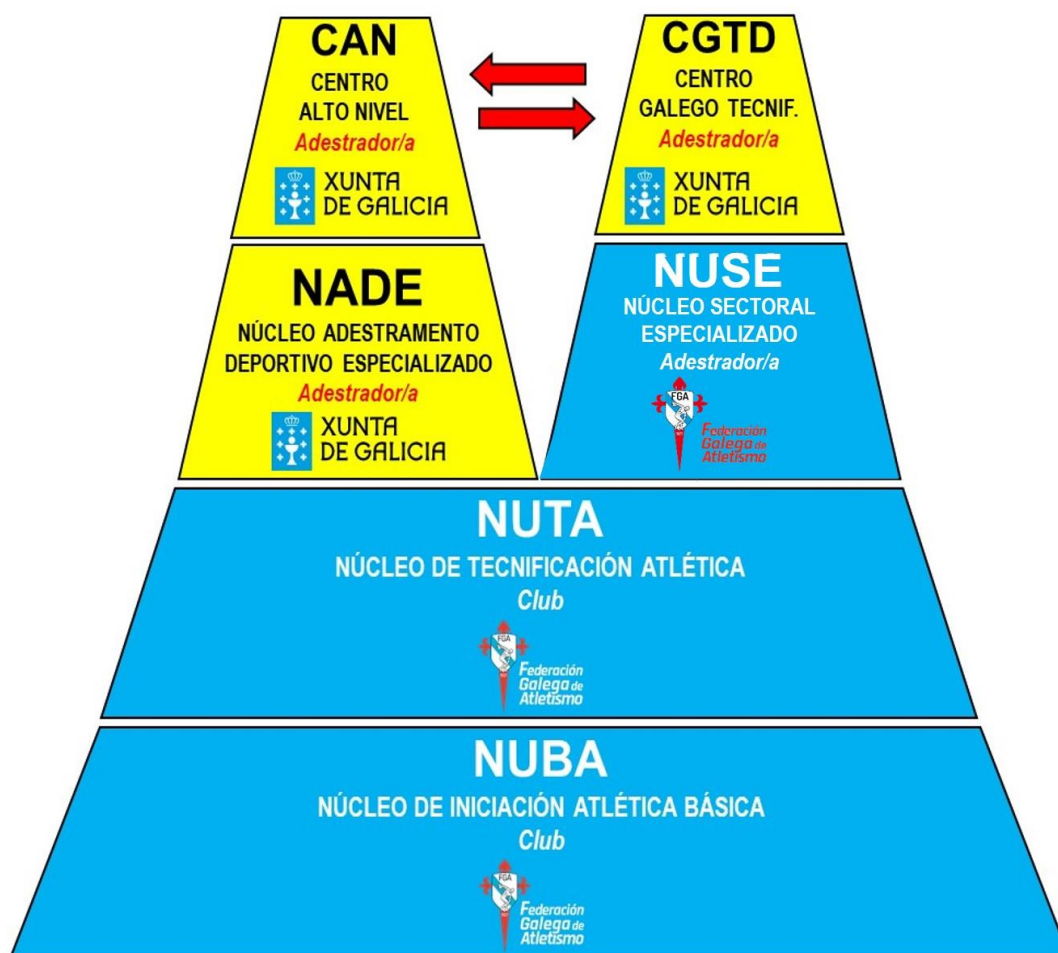 CAN
CENTRO
ALTO NIVEL
Adestrador/a
XUNTA
DE GALICIA
CGTD
CENTRO
GALEGO TECNIF.
Adestrador/a
XUNTA
DE GALICIA
NADE
NÚCLEO ADESTRAMENTO
DEPORTIVO ESPECIALIZADO
Adestrador/a
XUNTA
DE GALICIA
NUSE
NÚCLEO SECTORAL
ESPECIALIZADO
Adestrador/a
FGA
Federación
Galega de
Atletismo
NUTA
NÚCLEO DE TECNIFICACIÓN ATLÉTICA
Club
FGA
Federación
Galega de
Atletismo
NUBA
NÚCLEO DE INICIACIÓN ATLÉTICA BÁSICA
Club
FGA
Federación
Galega de
Atletismo